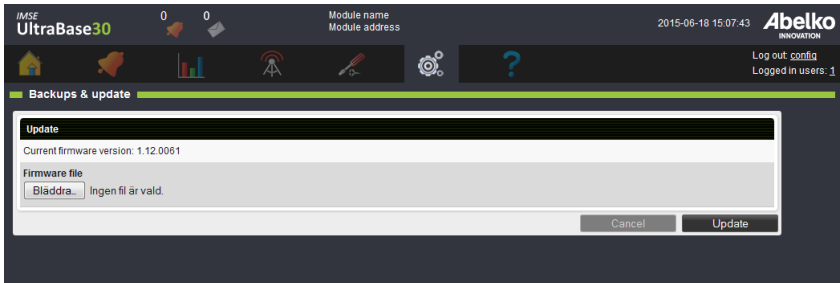 IMSE
UltraBase30
0
0
Module name
Module address
2015-06-18 15:07:43
Abelko
INNOVATION
?
Log out: config
Logged in users: 1
Backups & update
Update
Current firmware version: 1.12.0061
Firmware file
Bläddra... Ingen fil är vald.
Cancel
Update